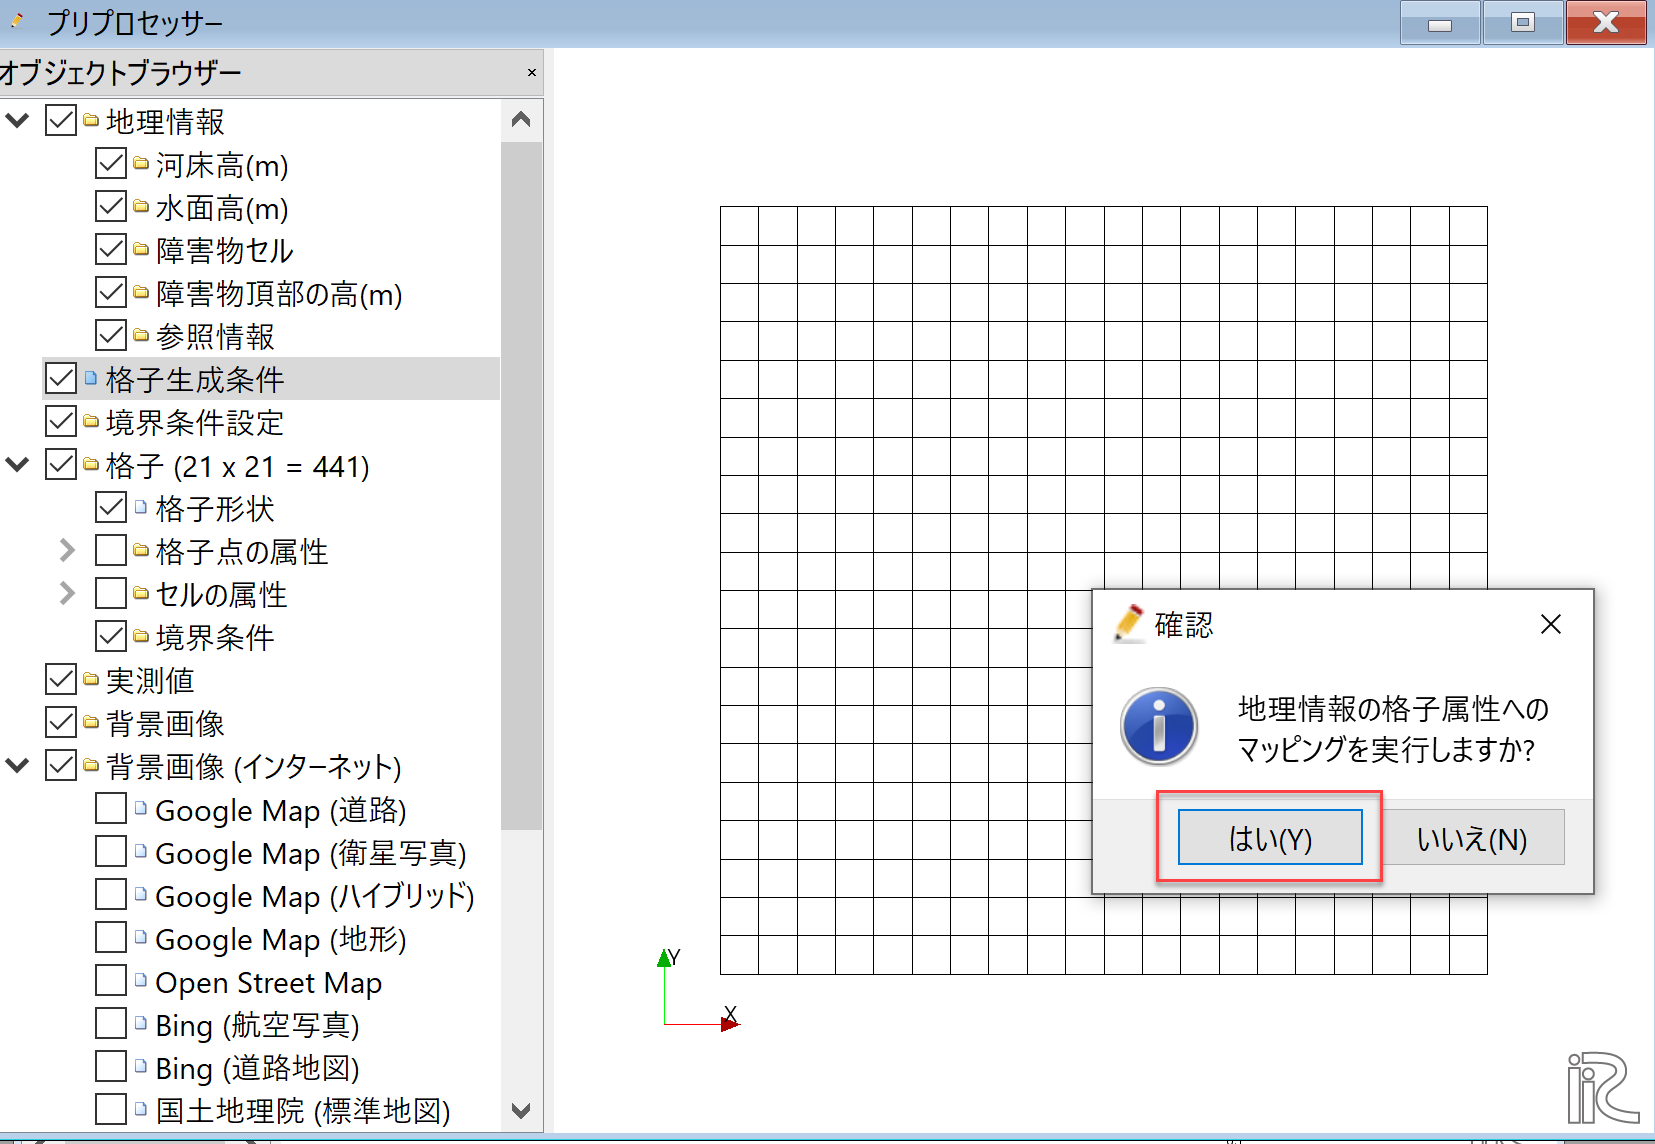 プリプロセッサー
オブジェクトブラウザー
地理情報
河床高(m)
水面高(m)
障害物セル
障害物頂部の高(m)
参照情報
格子生成条件
境界条件設定
格子 (21 x 21 = 441)
格子形状
格子点の属性
セルの属性
境界条件
実測値
背景画像
背景画像 (インターネット)
Google Map (道路)
Google Map (衛星写真)
Google Map (ハイブリッド)
Google Map (地形)
Open Street Map
Bing (航空写真)
Bing (道路地図)
国土地理院 (標準地図)
確認
地理情報の格子属性への
マッピングを実行しますか?
はい(Y)
いいえ(N)
Y
X
iRIC